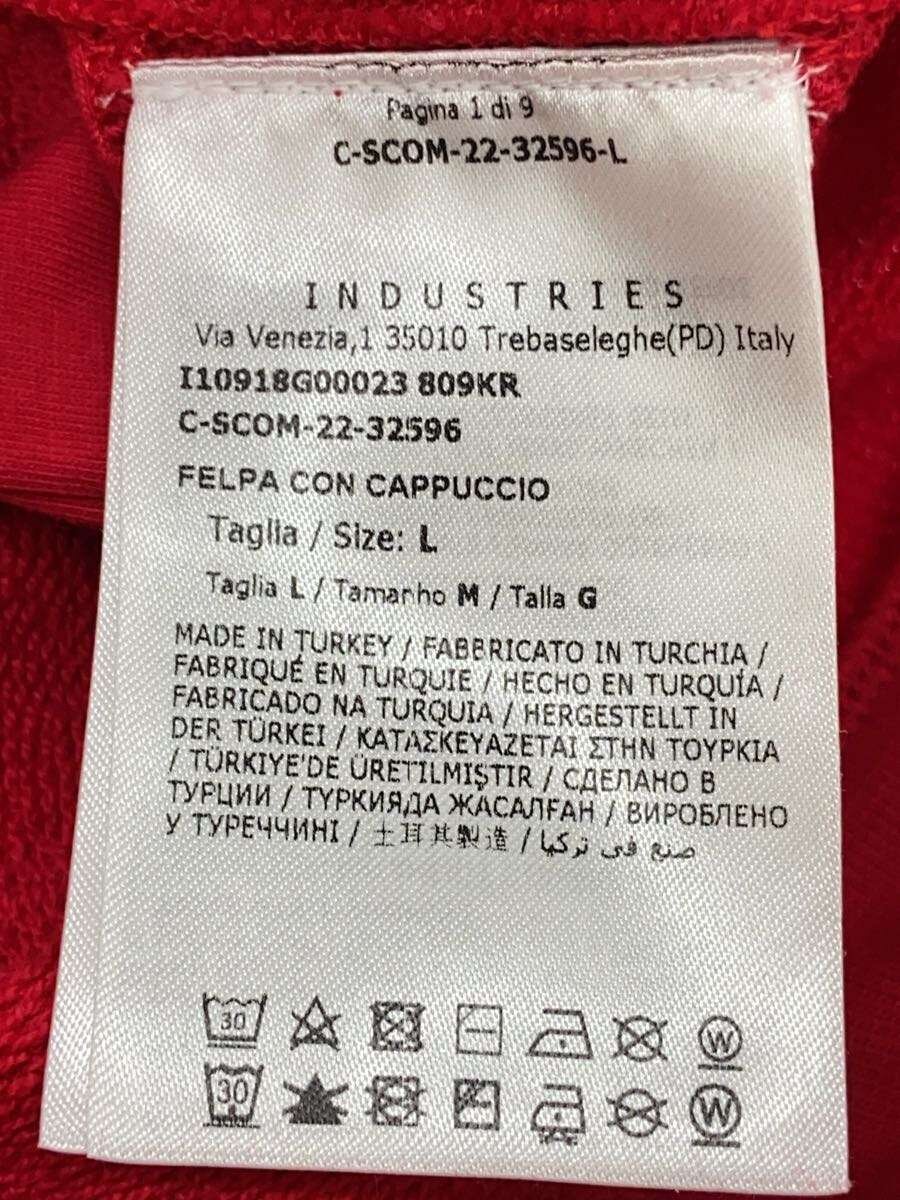 Pagina 1 di 9
C-SCOM-22-32596-L
INDUSTRIES
Via Venezia,1 35010 Trebaseleghe(PD) Italy
I10918G00023 809KR
C-SCOM-22-32596
FELPA CON CAPPUCCIO
Taglia / Size: L
Taglia L / Tamanho M / Talla G
MADE IN TURKEY / FABBRICATO IN TURCHIA /
FABRIQUÉ EN TURQUIE / HECHO EN TURQUÍA /
FABRICADO NA TURQUIA / HERGESTELLT IN
DER TÜRKEI / ΚΑΤΑΣΚΕΥΑΖΕΤΑΙ ΣΤΗΝ ΤΟΥΡΚΙΑ
/ TÜRKIYE'DE ÜRETILMIŞTIR / СДЕЛАНО В
ТУРЦИИ / ТҮРКИЯДА ЖАСАЛҒАН / ВИРОБЛЕНО
У ТУРЕЧЧИНІ / 土耳其製造 / صنع في تركيا
30 W
30 W